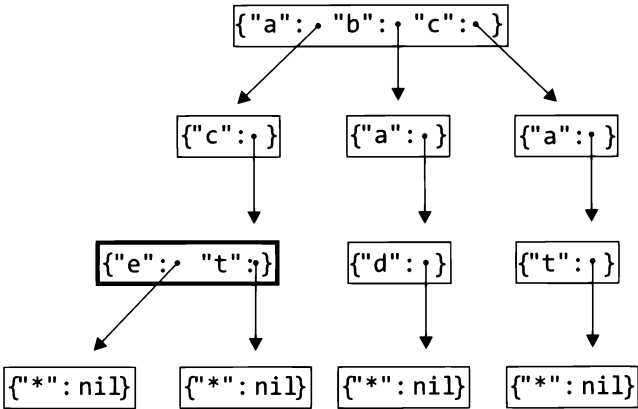 {"a": "b": "c": }
{"c": } {"a": } {"a": }
{"e": "t": } {"d": } {"t": }
{"*": nil} {"*": nil} {"*": nil} {"*": nil}